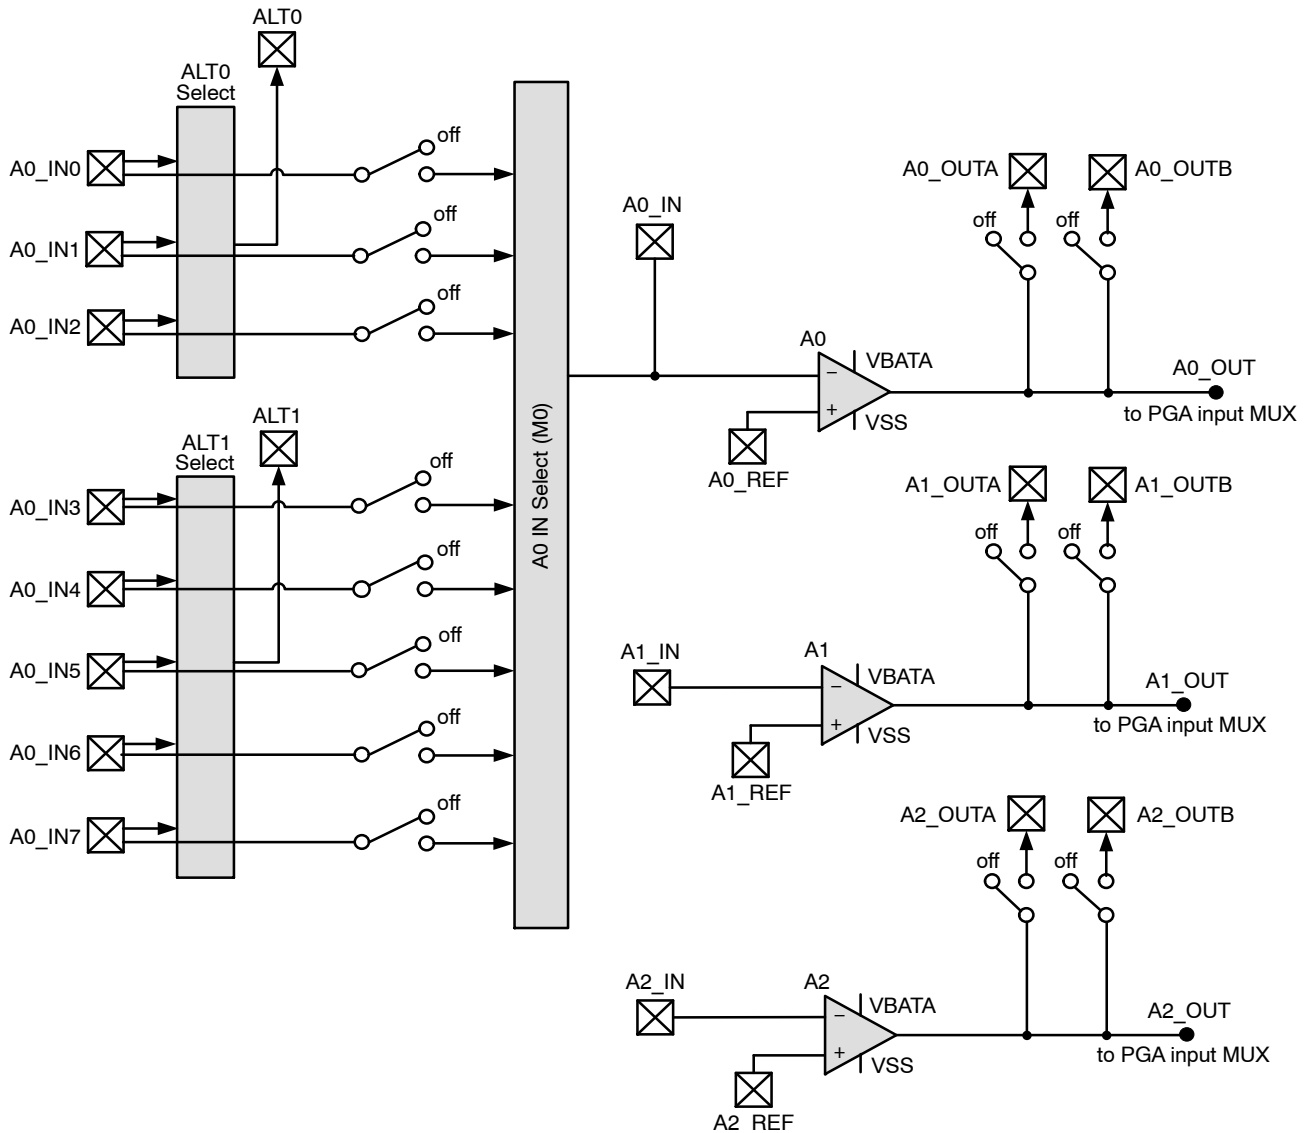 ALT0
ALT0
Select
A0_IN0
off
A0_IN1
off
A0_IN2
off
ALT1
ALT1
Select
A0_IN3
off
A0_IN4
off
A0_IN5
off
A0_IN6
off
A0_IN7
off
A0 IN Select (M0)
A0_IN
A0_OUTA
A0_OUTB
off
off
A0
VBATA
−
+
VSS
A0_REF
A0_OUT
to PGA input MUX
A1_OUTA
A1_OUTB
off
off
A1_IN
A1
VBATA
−
+
VSS
A1_REF
A1_OUT
to PGA input MUX
A2_OUTA
A2_OUTB
off
off
A2_IN
A2
VBATA
−
+
VSS
A2_REF
A2_OUT
to PGA input MUX